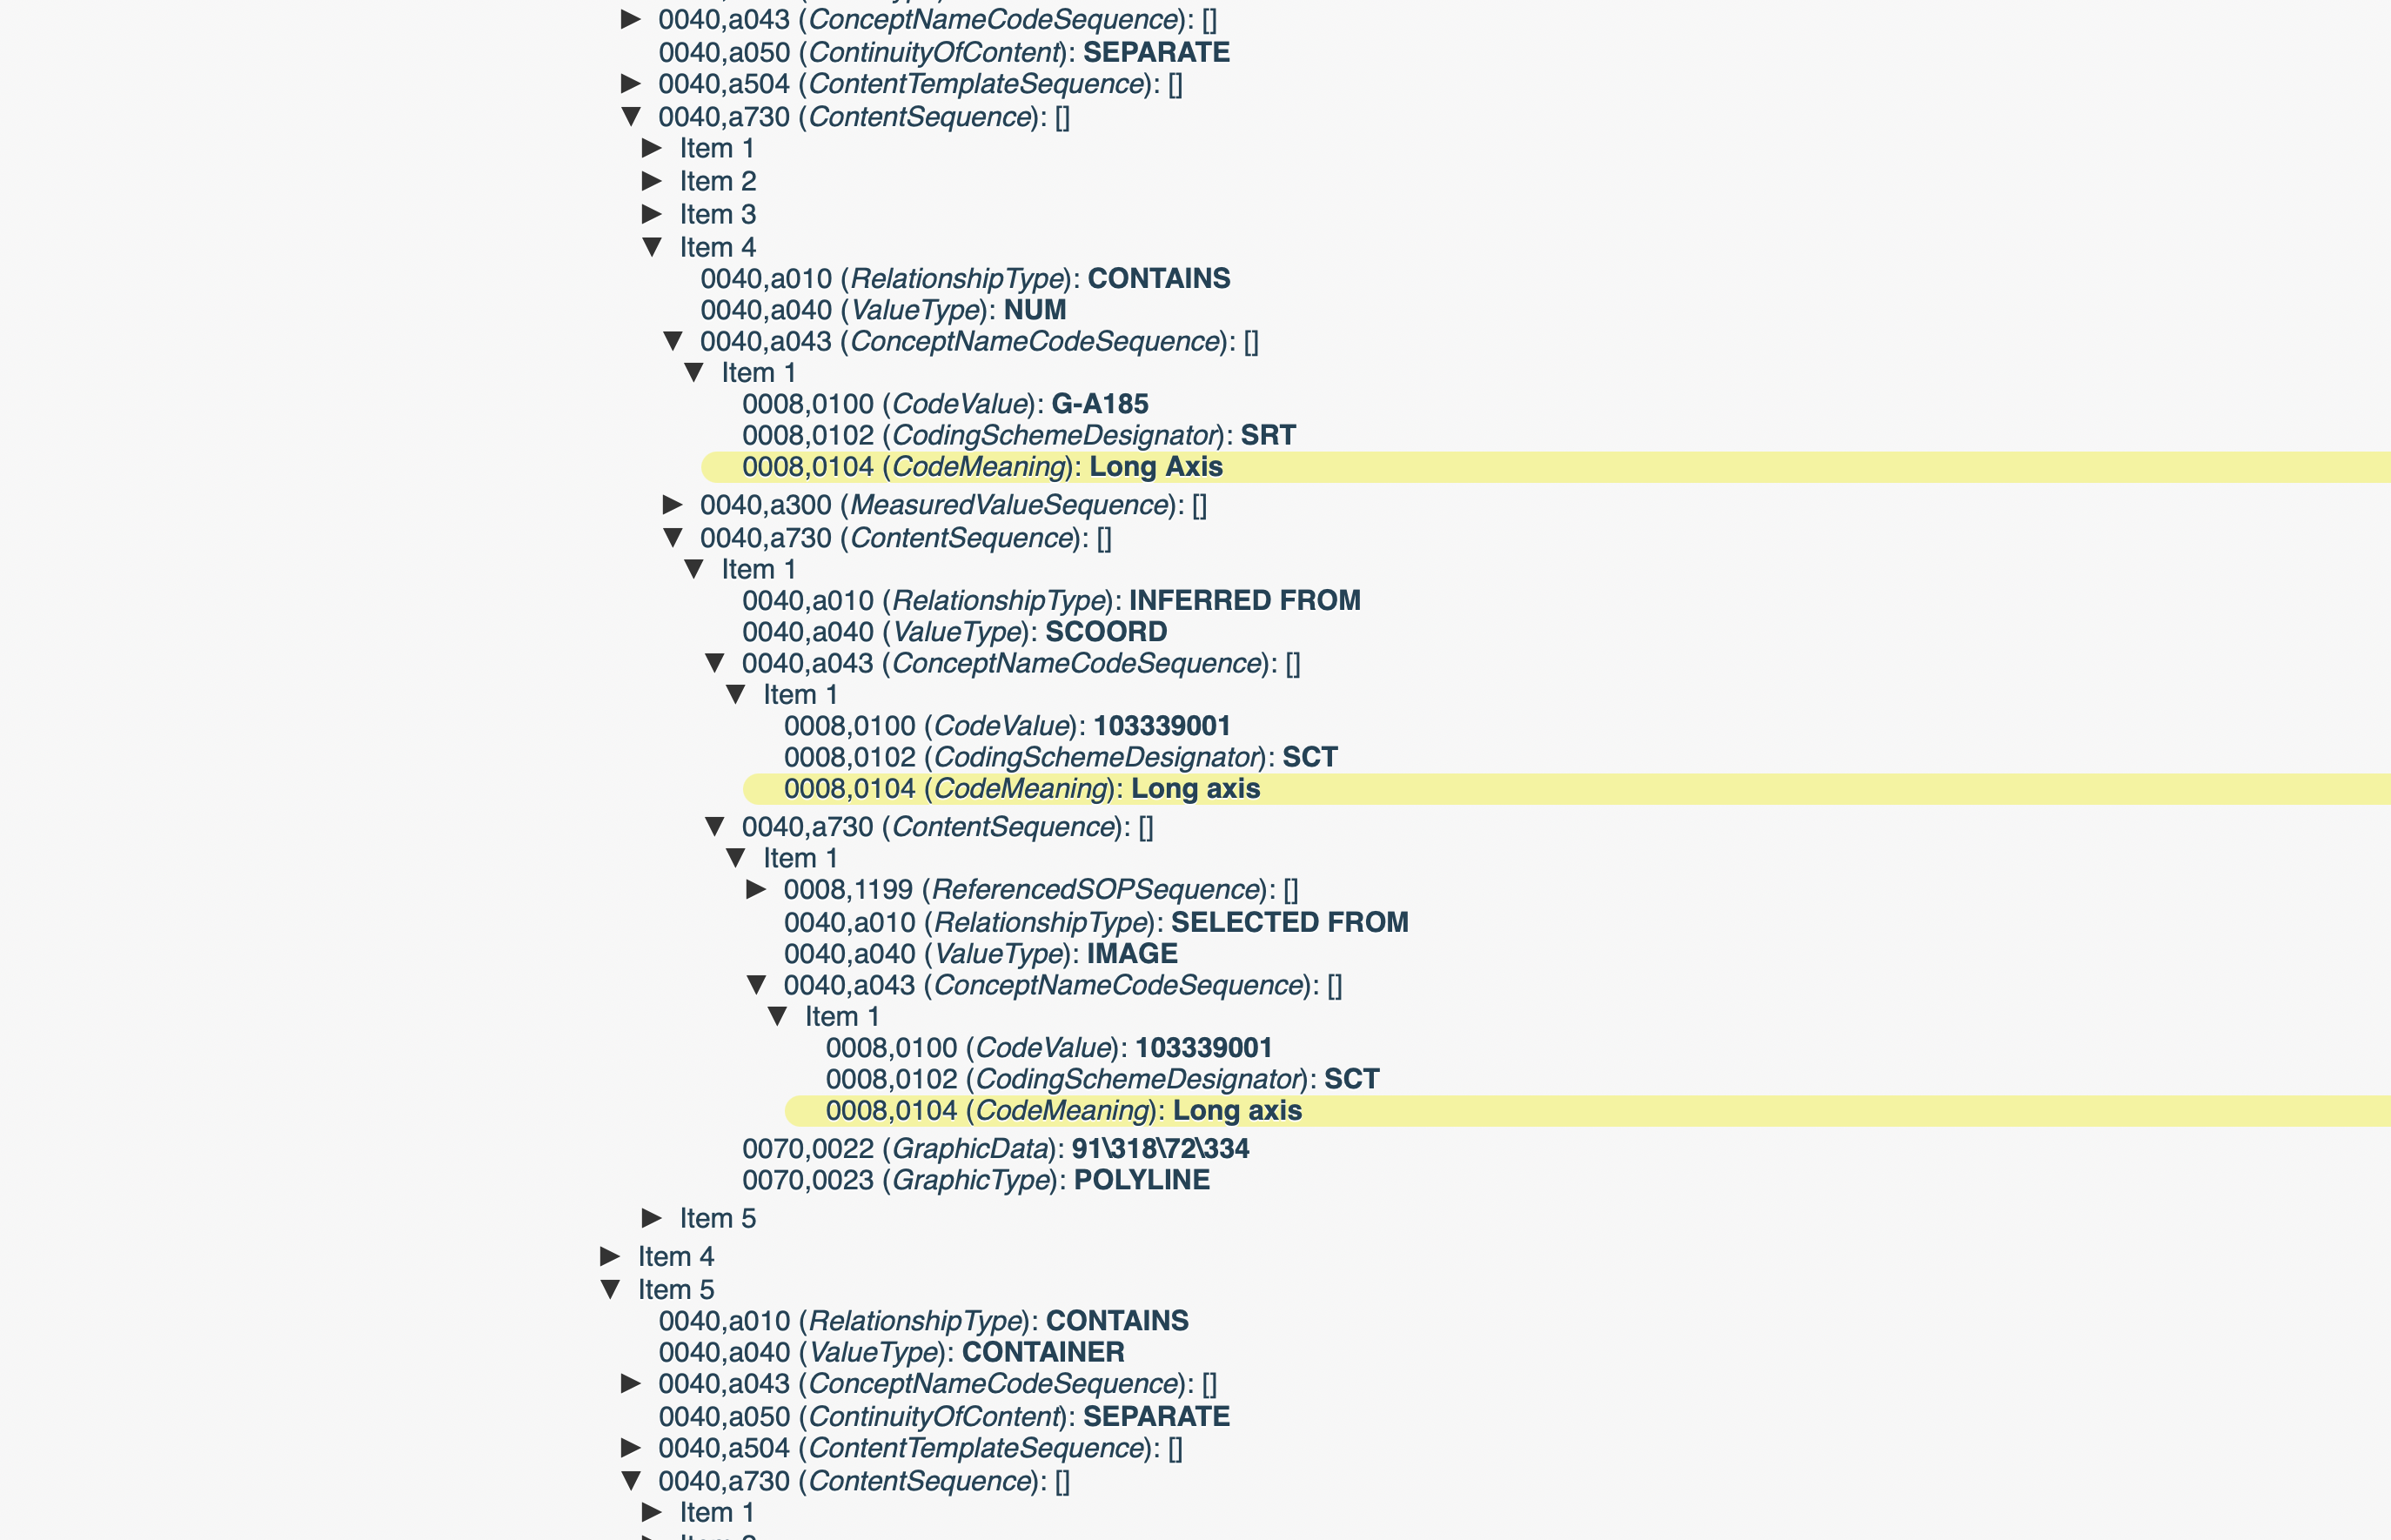 0040,a043 (ConceptNameCodeSequence): []
0040,a050 (ContinuityOfContent): SEPARATE
0040,a504 (ContentTemplateSequence): []
0040,a730 (ContentSequence): []
Item 1
Item 2
Item 3
Item 4
0040,a010 (RelationshipType): CONTAINS
0040,a040 (ValueType): NUM
0040,a043 (ConceptNameCodeSequence): []
Item 1
0008,0100 (CodeValue): G-A185
0008,0102 (CodingSchemeDesignator): SRT
0008,0104 (CodeMeaning): Long Axis
0040,a300 (MeasuredValueSequence): []
0040,a730 (ContentSequence): []
Item 1
0040,a010 (RelationshipType): INFERRED FROM
0040,a040 (ValueType): SCOORD
0040,a043 (ConceptNameCodeSequence): []
Item 1
0008,0100 (CodeValue): 103339001
0008,0102 (CodingSchemeDesignator): SCT
0008,0104 (CodeMeaning): Long axis
0040,a730 (ContentSequence): []
Item 1
0008,1199 (ReferencedSOPSequence): []
0040,a010 (RelationshipType): SELECTED FROM
0040,a040 (ValueType): IMAGE
0040,a043 (ConceptNameCodeSequence): []
Item 1
0008,0100 (CodeValue): 103339001
0008,0102 (CodingSchemeDesignator): SCT
0008,0104 (CodeMeaning): Long axis
0070,0022 (GraphicData): 91\318\72\334
0070,0023 (GraphicType): POLYLINE
Item 5
Item 4
Item 5
0040,a010 (RelationshipType): CONTAINS
0040,a040 (ValueType): CONTAINER
0040,a043 (ConceptNameCodeSequence): []
0040,a050 (ContinuityOfContent): SEPARATE
0040,a504 (ContentTemplateSequence): []
0040,a730 (ContentSequence): []
Item 1